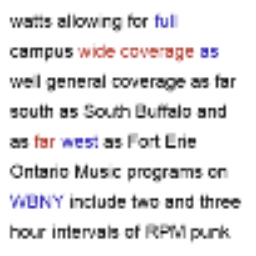 watts allowing for full
campus wide coverage as
well general coverage as far
south as South Buffalo and
as far west as Fort Erie
Ontario Music programs on
WBNY include two and three
hour intervals of RPM punk